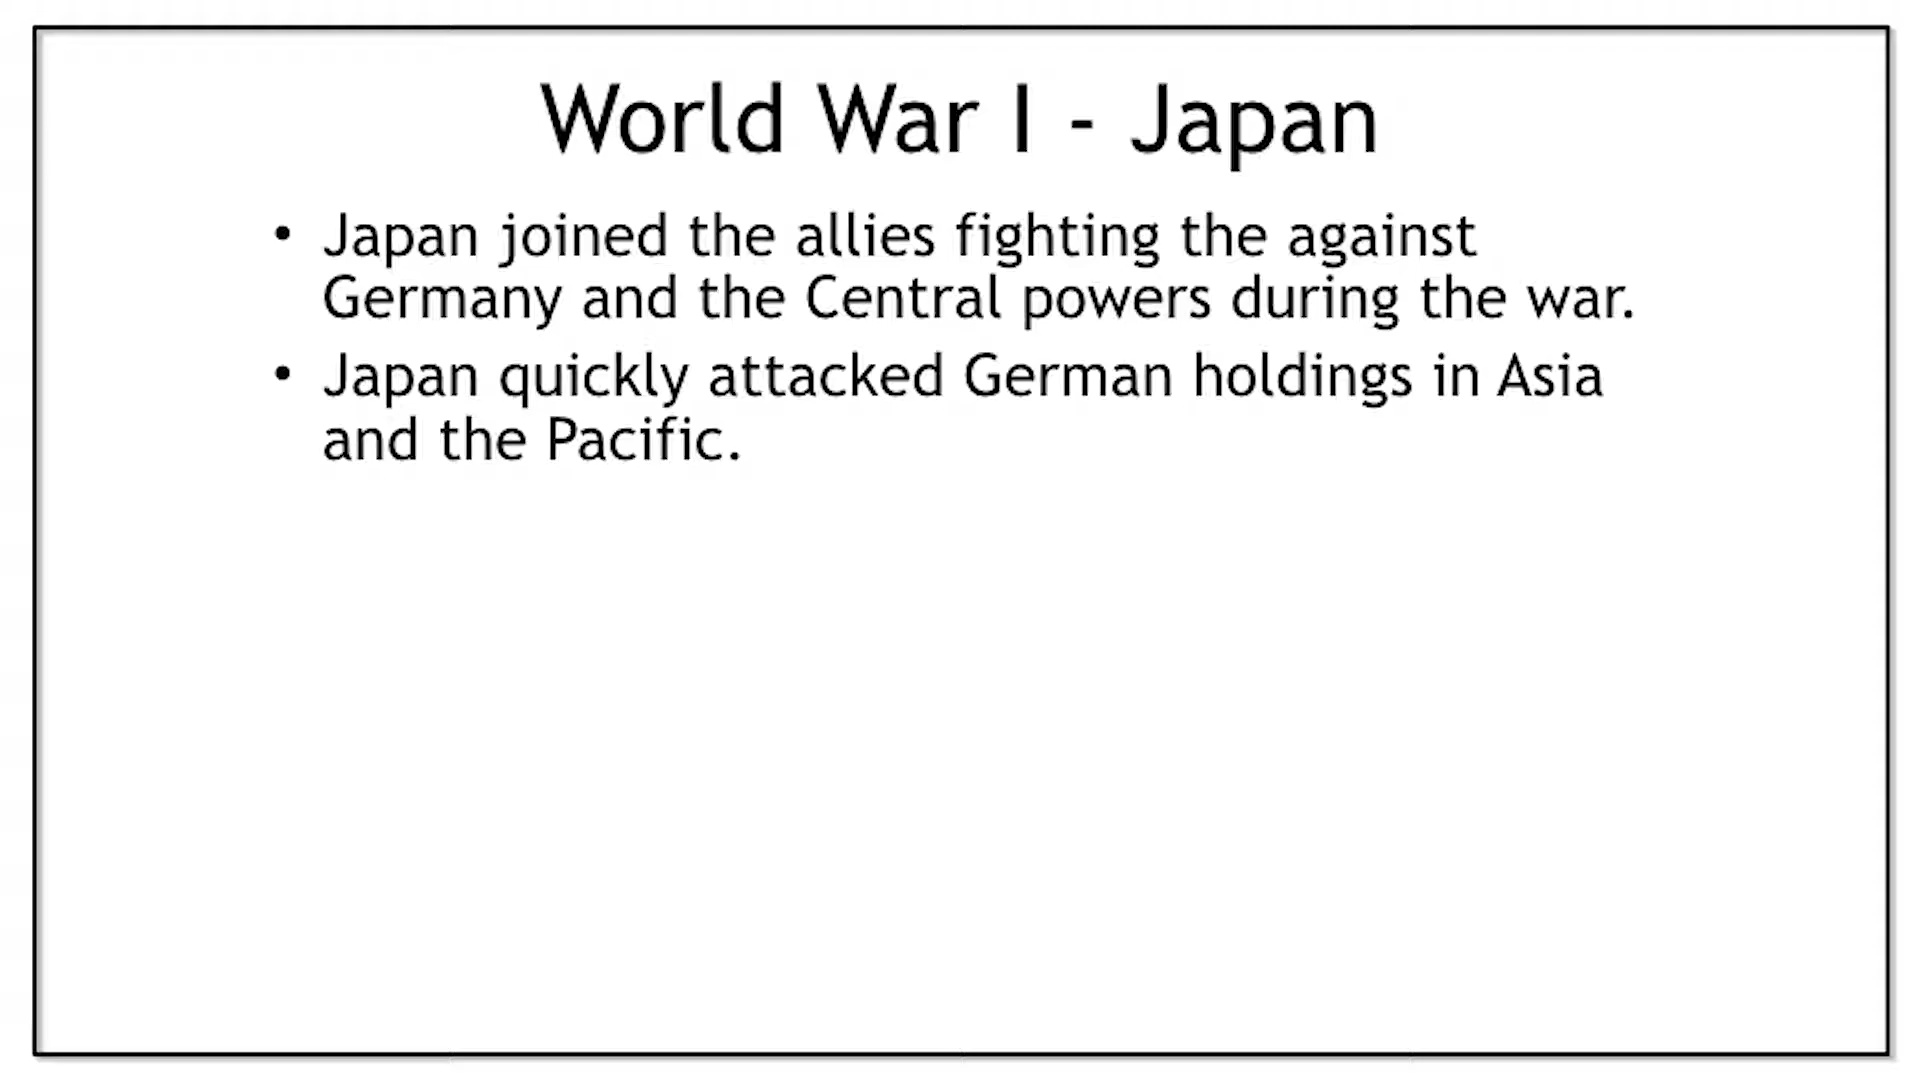 World War I - Japan
• Japan joined the allies fighting the against
Germany and the Central powers during the war.
• Japan quickly attacked German holdings in Asia
and the Pacific.